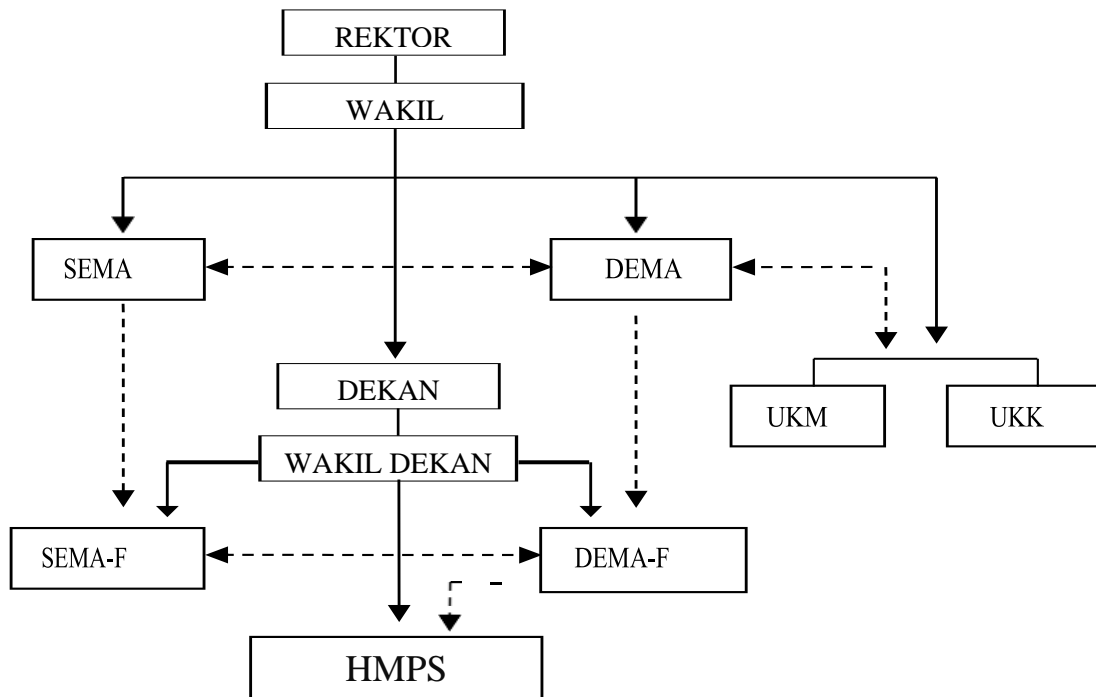 REKTOR
WAKIL
SEMA
DEMA
DEKAN
UKM
UKK
WAKIL DEKAN
SEMA-F
DEMA-F
HMPS